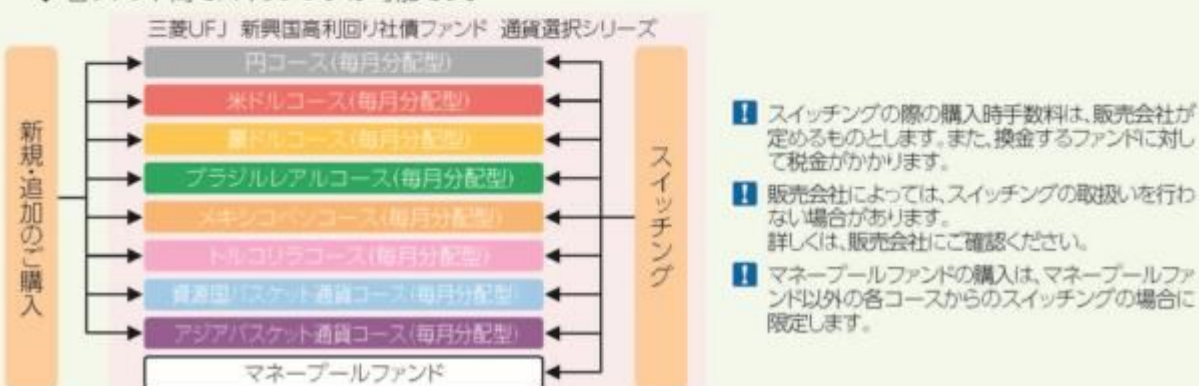 三菱UFJ 新興国高利回り社債ファンド 通貨選択シリーズ
新規・追加のご購入
円コース(毎月分配型)
米ドルコース(毎月分配型)
豪ドルコース(毎月分配型)
ブラジルレアルコース(毎月分配型)
メキシコペソコース(毎月分配型)
トルコリラコース(毎月分配型)
資源国バスケット通貨コース(毎月分配型)
アジアバスケット通貨コース(毎月分配型)
マネープールファンド
スイッチング
スイッチングの際の購入時手数料は、販売会社が
定めるものとします。また、換金するファンドに対し
て税金がかかります。
販売会社によっては、スイッチングの取扱いを行わ
ない場合があります。
詳しくは、販売会社にご確認ください。
マネープールファンドの購入は、マネープールファ
ンド以外の各コースからのスイッチングの場合に
限定します。